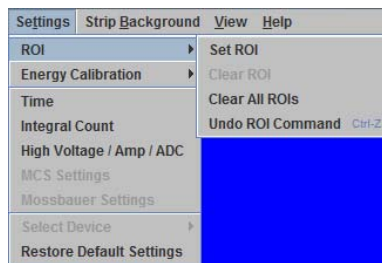 Settings Strip Background View Help
ROI
Energy Calibration
Time
Integral Count
High Voltage / Amp / ADC
MCS Settings
Mossbauer Settings
Select Device
Restore Default Settings
Set ROI
Clear ROI
Clear All ROIs
Undo ROI Command Ctrl-Z